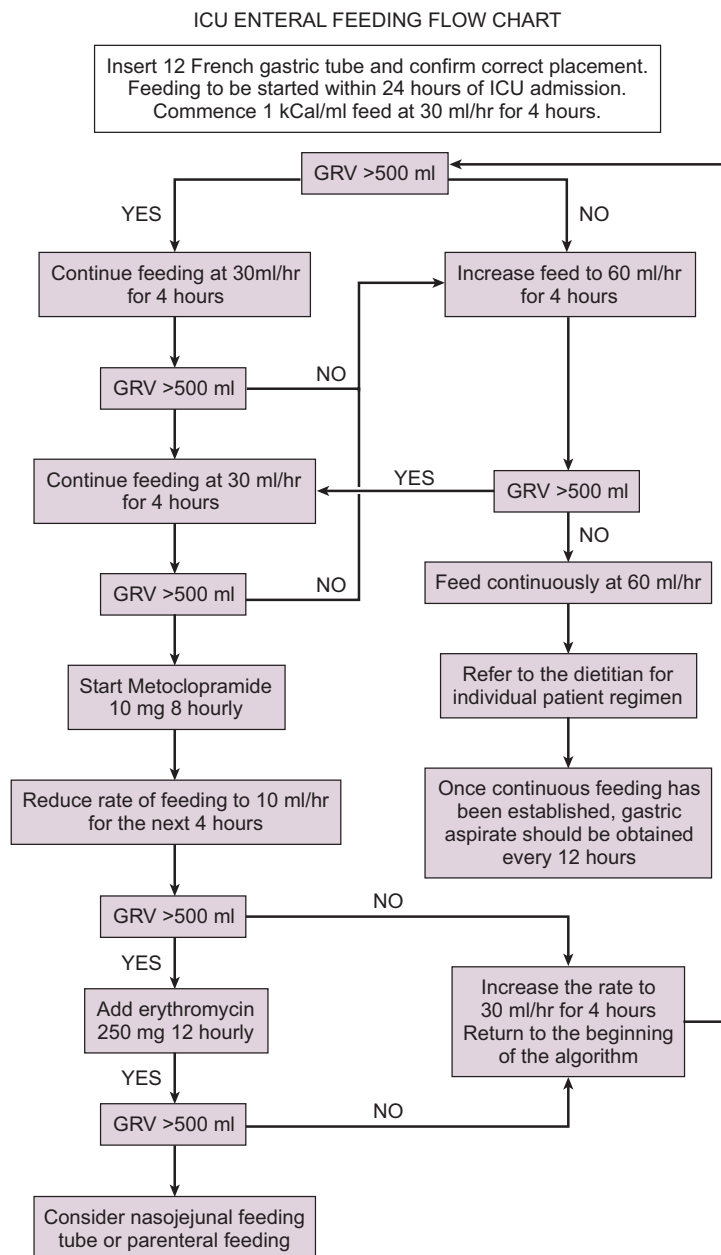 ICU ENTERAL FEEDING FLOW CHART
Insert 12 French gastric tube and confirm correct placement.
Feeding to be started within 24 hours of ICU admission.
Commence 1 kCal/ml feed at 30 ml/hr for 4 hours.
GRV >500 ml
YES
NO
Continue feeding at 30ml/hr
for 4 hours
Increase feed to 60 ml/hr
for 4 hours
GRV >500 ml
NO
Continue feeding at 30 ml/hr
for 4 hours
YES
GRV >500 ml
NO
GRV >500 ml
NO
Feed continuously at 60 ml/hr
Start Metoclopramide
10 mg 8 hourly
Refer to the dietitian for
individual patient regimen
Reduce rate of feeding to 10 ml/hr
for the next 4 hours
Once continuous feeding has
been established, gastric
aspirate should be obtained
every 12 hours
GRV >500 ml
NO
YES
Add erythromycin
250 mg 12 hourly
Increase the rate to
30 ml/hr for 4 hours
Return to the beginning
of the algorithm
YES
GRV >500 ml
NO
Consider nasojejunal feeding
tube or parenteral feeding